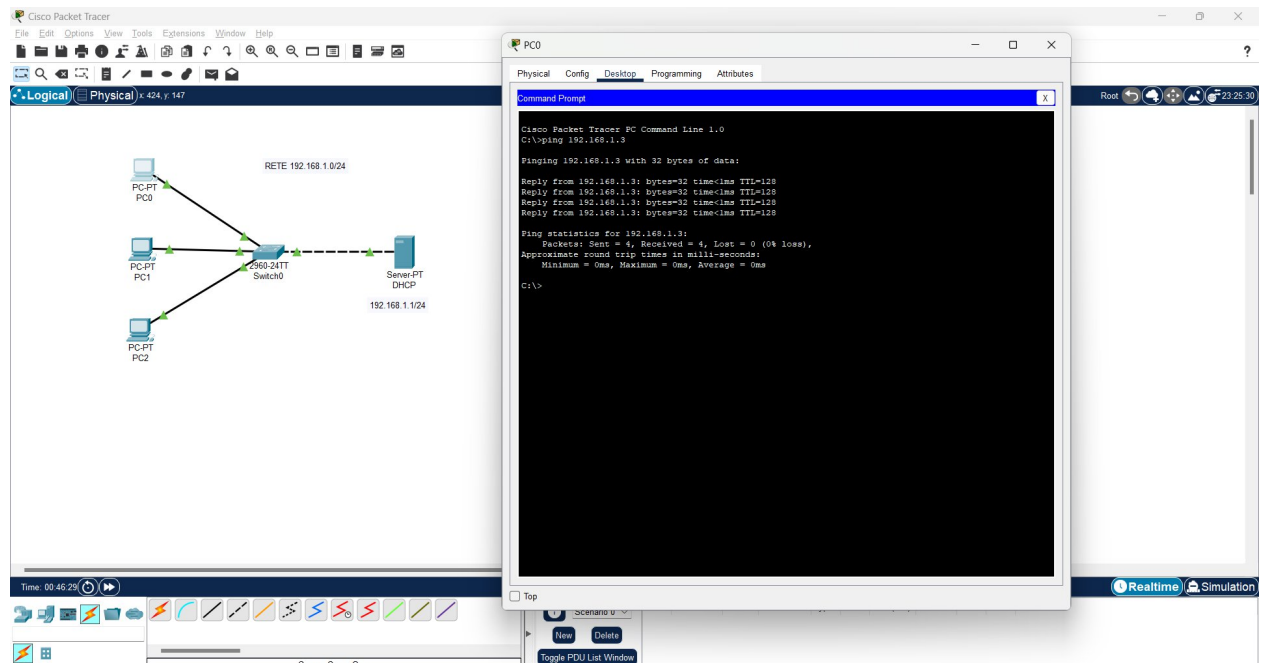 Cisco Packet Tracer
File Edit Options View Tools Extensions Window Help
?
Logical Physical x: 424, y: 147
Root 23:25:30
RETE 192.168.1.0/24
PC-PT
PC0
PC-PT
PC1
2960-24TT
Switch0
Server-PT
DHCP
192.168.1.1/24
PC-PT
PC2
PC0
Physical Config Desktop Programming Attributes
Command Prompt X
Cisco Packet Tracer PC Command Line 1.0
C:\>ping 192.168.1.3
Pinging 192.168.1.3 with 32 bytes of data:
Reply from 192.168.1.3: bytes=32 time<1ms TTL=128
Reply from 192.168.1.3: bytes=32 time<1ms TTL=128
Reply from 192.168.1.3: bytes=32 time<1ms TTL=128
Reply from 192.168.1.3: bytes=32 time<1ms TTL=128
Ping statistics for 192.168.1.3:
Packets: Sent = 4, Received = 4, Lost = 0 (0% loss),
Approximate round trip times in milli-seconds:
Minimum = 0ms, Maximum = 0ms, Average = 0ms
C:\>
Top
Time: 00:46:29
Realtime Simulation
Scenario 0
New Delete
Toggle PDU List Window